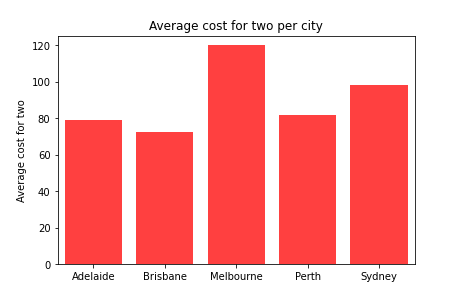 Average cost for two per city
Average cost for two
120
100
80
60
40
20
0
Adelaide Brisbane Melbourne Perth Sydney